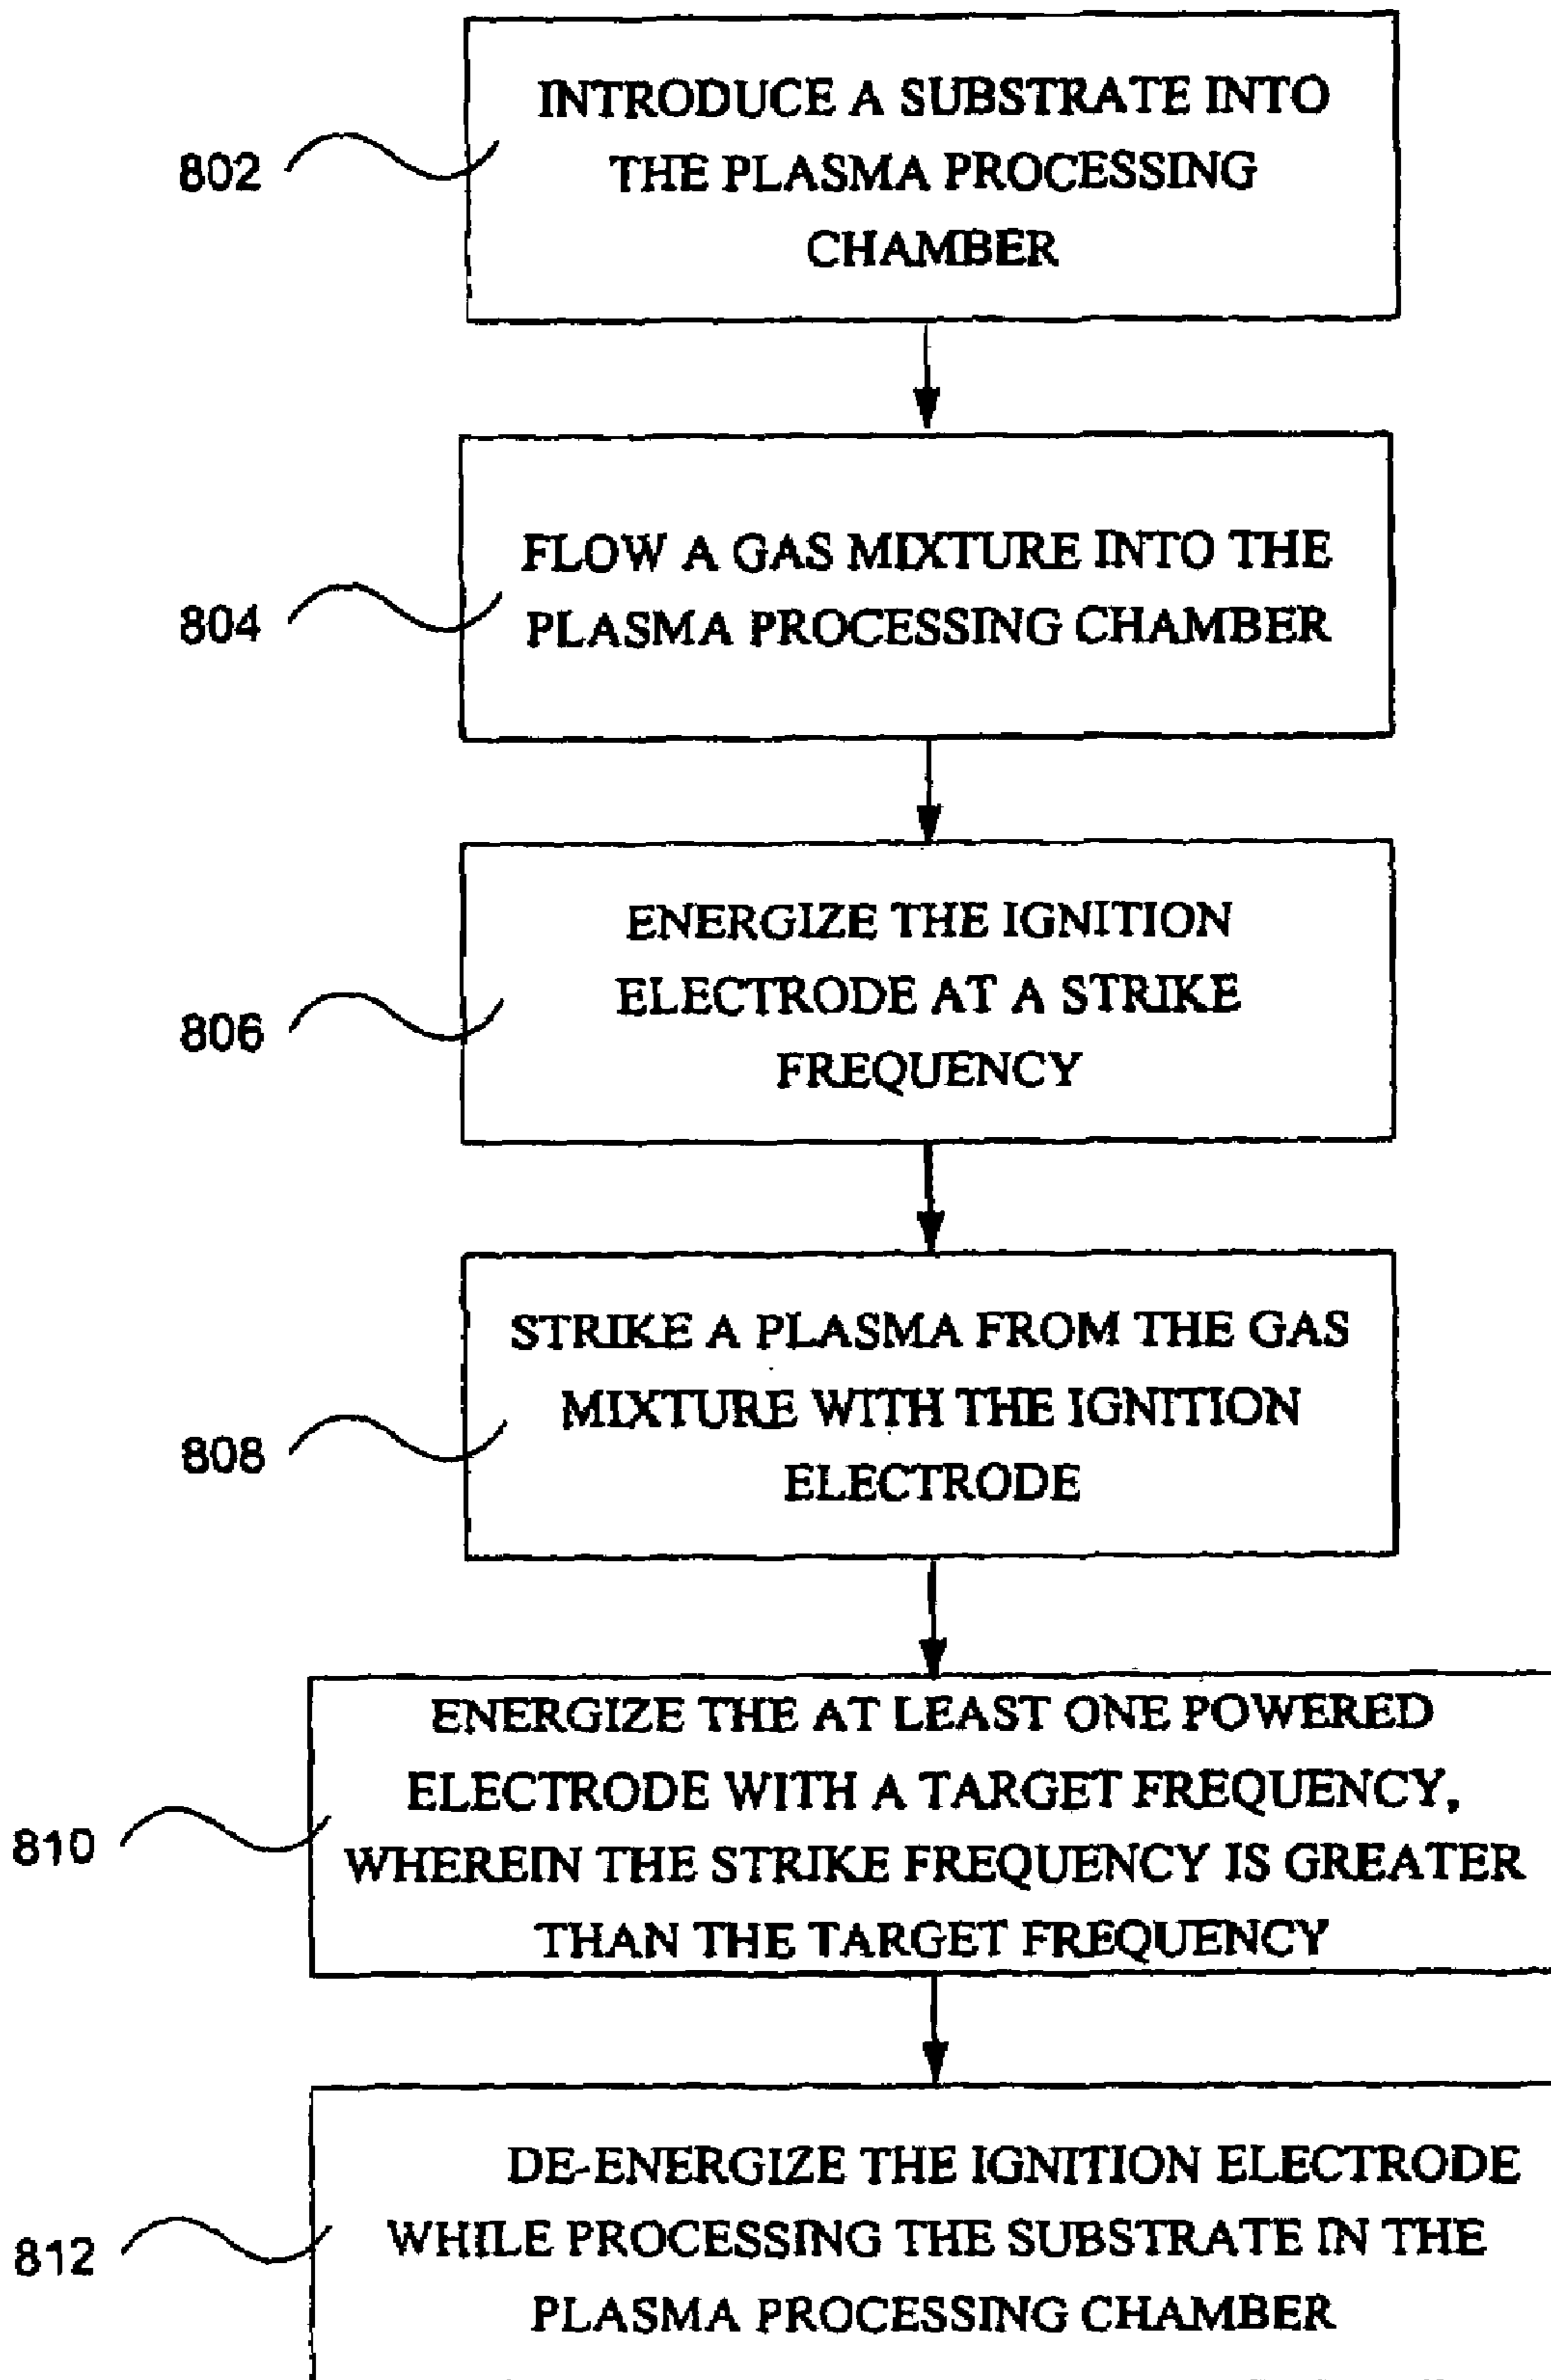 802
INTRODUCE A SUBSTRATE INTO
THE PLASMA PROCESSING
CHAMBER
804
FLOW A GAS MIXTURE INTO THE
PLASMA PROCESSING CHAMBER
806
ENERGIZE THE IGNITION
ELECTRODE AT A STRIKE
FREQUENCY
808
STRIKE A PLASMA FROM THE GAS
MIXTURE WITH THE IGNITION
ELECTRODE
810
ENERGIZE THE AT LEAST ONE POWERED
ELECTRODE WITH A TARGET FREQUENCY,
WHEREIN THE STRIKE FREQUENCY IS GREATER
THAN THE TARGET FREQUENCY
812
DE-ENERGIZE THE IGNITION ELECTRODE
WHILE PROCESSING THE SUBSTRATE IN THE
PLASMA PROCESSING CHAMBER